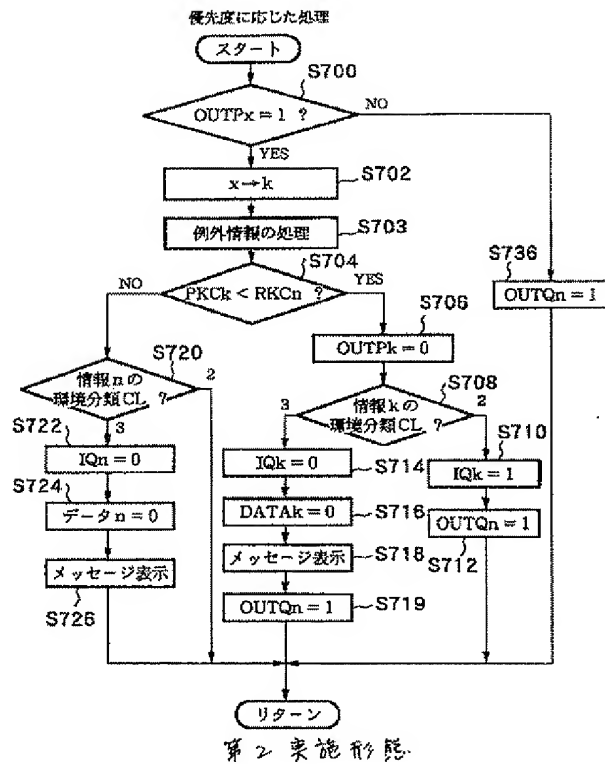 優先度に応じた処理
スタート
S700
OUTPx = 1 ?
NO
YES
x→k
S702
例外情報の処理
S703
S704
PKCk < RKCn ?
NO
YES
S736
OUTQn = 1
S706
OUTPk = 0
S720
情報nの
環境分類CL ?
2
3
S708
情報kの
環境分類CL ?
3
2
S722
IQn = 0
S710
IQk = 1
IQk = 0
S714
S724
データn = 0
DATAk = 0
S716
OUTQn = 1
S712
メッセージ表示
S718
メッセージ表示
S726
OUTQn = 1
S719
リターン
第2実施形態